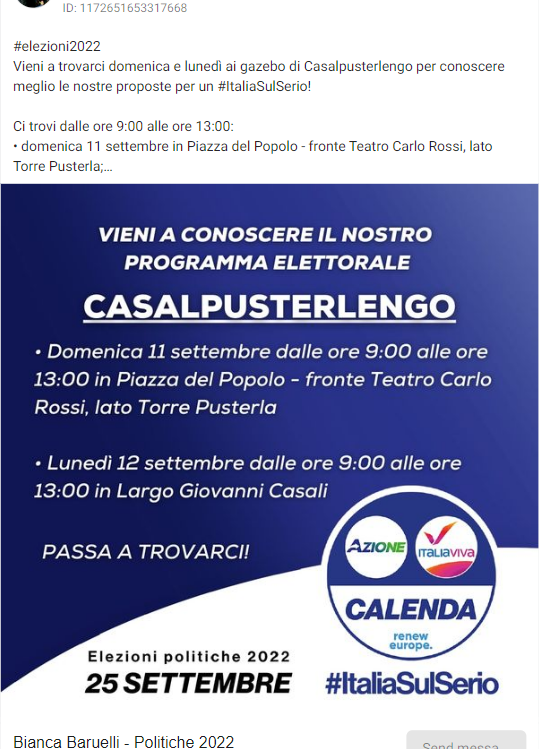 ID: 1172651653317668
#elezioni2022
Vieni a trovarci domenica e lunedì ai gazebo di Casalpusterlengo per conoscere
meglio le nostre proposte per un #ItaliaSulSerio!
Ci trovi dalle ore 9:00 alle ore 13:00:
• domenica 11 settembre in Piazza del Popolo - fronte Teatro Carlo Rossi, lato
Torre Pusterla;...
VIENI A CONOSCERE IL NOSTRO
PROGRAMMA ELETTORALE
CASALPUSTERLENGO
• Domenica 11 settembre dalle ore 9:00 alle ore
13:00 in Piazza del Popolo - fronte Teatro Carlo
Rossi, lato Torre Pusterla
• Lunedì 12 settembre dalle ore 9:00 alle ore
13:00 in Largo Giovanni Casali
PASSA A TROVARCI!
AZIONE
ITALIAVIVA
CALENDA
renew
europe.
Elezioni politiche 2022
25 SETTEMBRE
#ItaliaSulSerio
Bianca Baruelli - Politiche 2022
Send messa